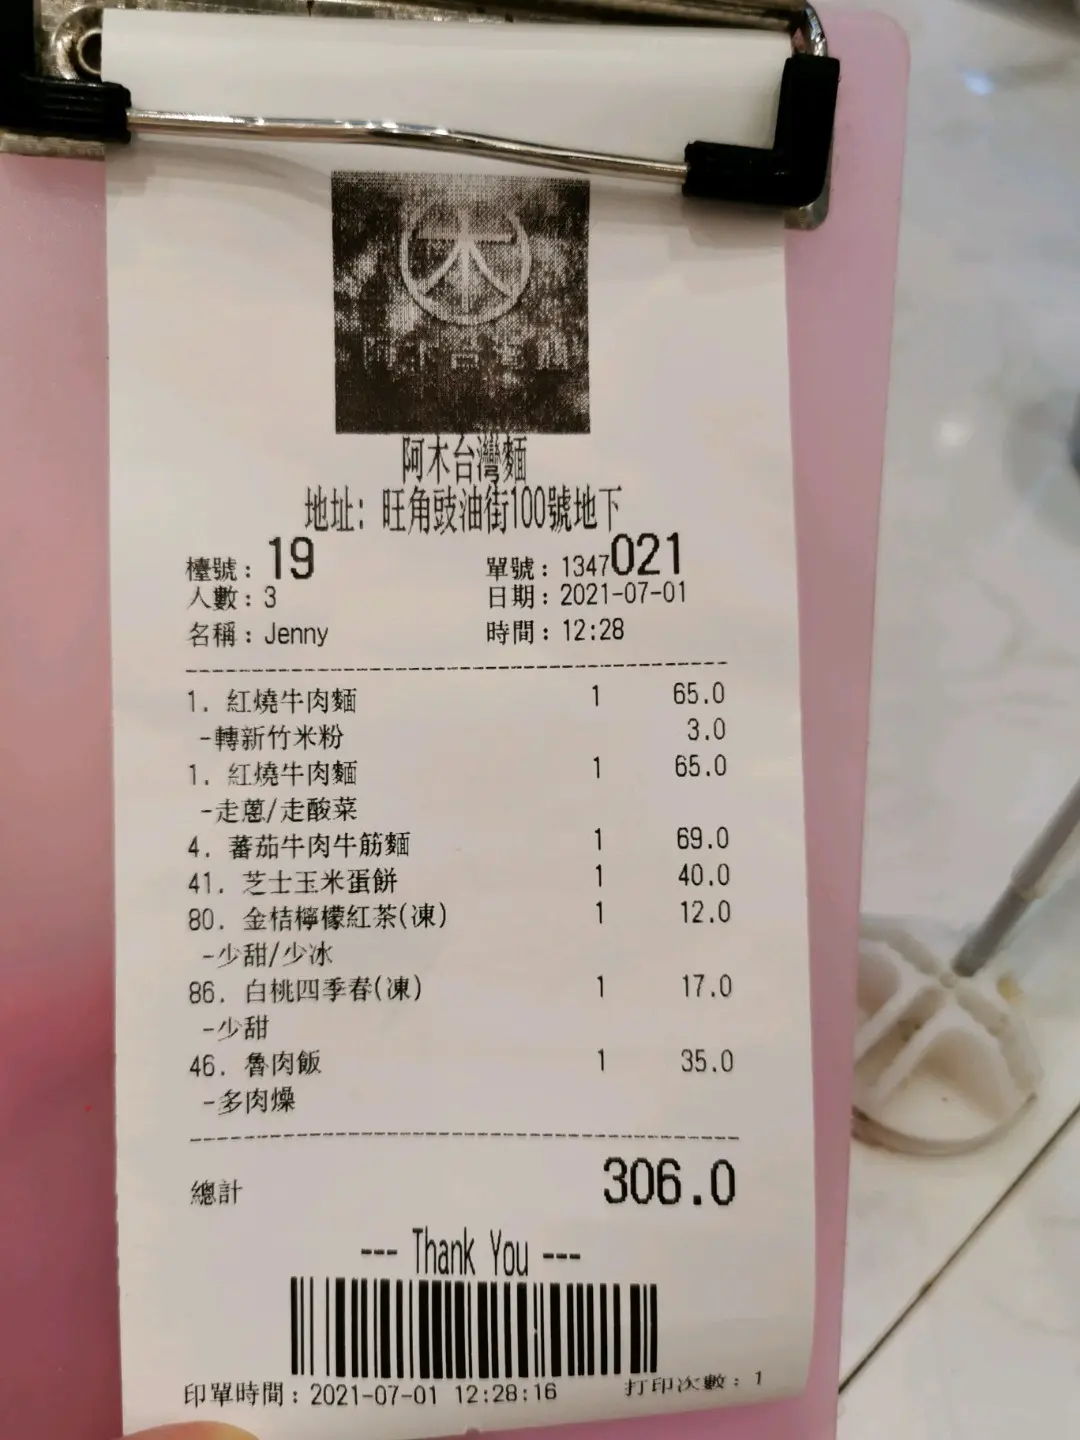 木
阿木台灣麵
地址: 旺角豉油街100號地下
檯號: 19 單號: 1347021
人數: 3 日期: 2021-07-01
名稱: Jenny 時間: 12:28
1. 紅燒牛肉麵 1 65.0
-轉新竹米粉 3.0
1. 紅燒牛肉麵 1 65.0
-走蔥/走酸菜
4. 蕃茄牛肉牛筋麵 1 69.0
41. 芝士玉米蛋餅 1 40.0
80. 金桔檸檬紅茶(凍) 1 12.0
-少甜/少冰
86. 白桃四季春(凍) 1 17.0
-少甜
46. 魯肉飯 1 35.0
-多肉燥
總計 306.0
--- Thank You ---
印單時間: 2021-07-01 12:28:16 打印次數: 1